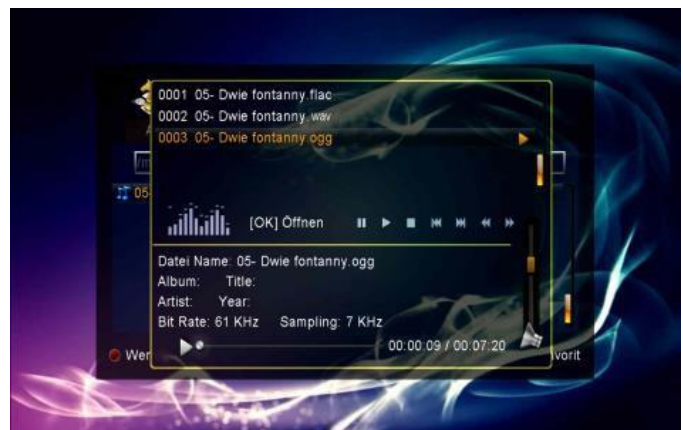 0001 05- Dwie fontanny.flac
0002 05- Dwie fontanny.wav
0003 05- Dwie fontanny.ogg
05-
[OK] Öffnen
Datei Name: 05- Dwie fontanny.ogg
Album: Title:
Artist: Year:
Bit Rate: 61 KHz Sampling: 7 KHz
00:00:09 / 00:07:20
Wer
vorit